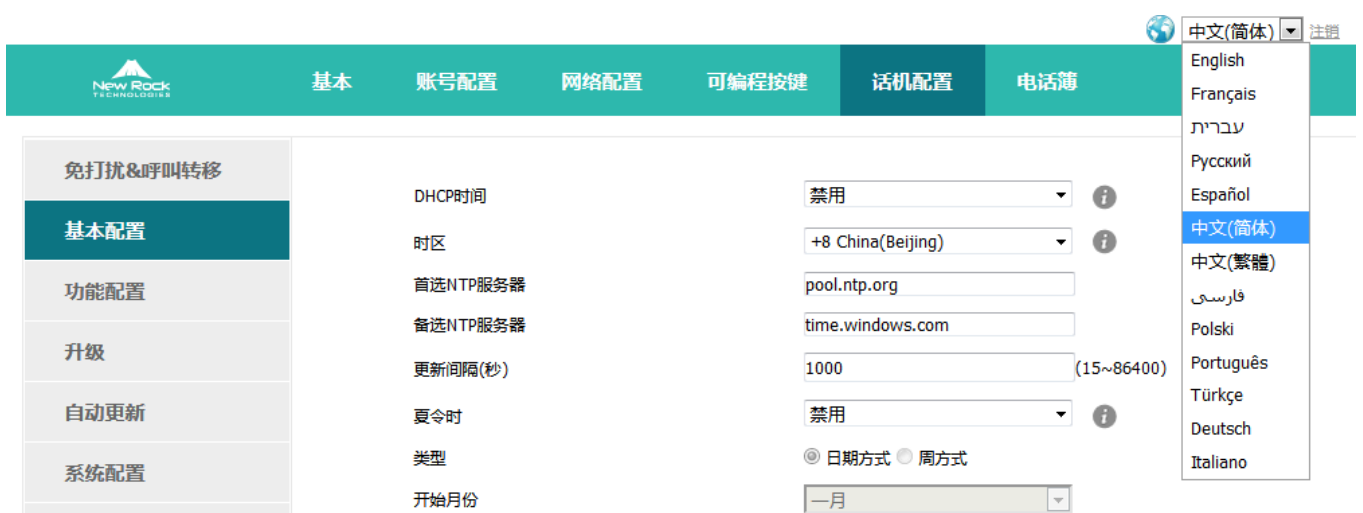 中文(简体) 注销
New Rock
TECHNOLOGIES
基本 账号配置 网络配置 可编程按键 话机配置 电话薄
English
Français
עברית
Русский
Español
中文(简体)
中文(繁體)
فارسی
Polski
Português
Türkçe
Deutsch
Italiano
免打扰&呼叫转移
基本配置
功能配置
升级
自动更新
系统配置
DHCP时间 禁用
时区 +8 China(Beijing)
首选NTP服务器 pool.ntp.org
备选NTP服务器 time.windows.com
更新间隔(秒) 1000 (15~86400)
夏令时 禁用
类型 日期方式 周方式
开始月份 一月